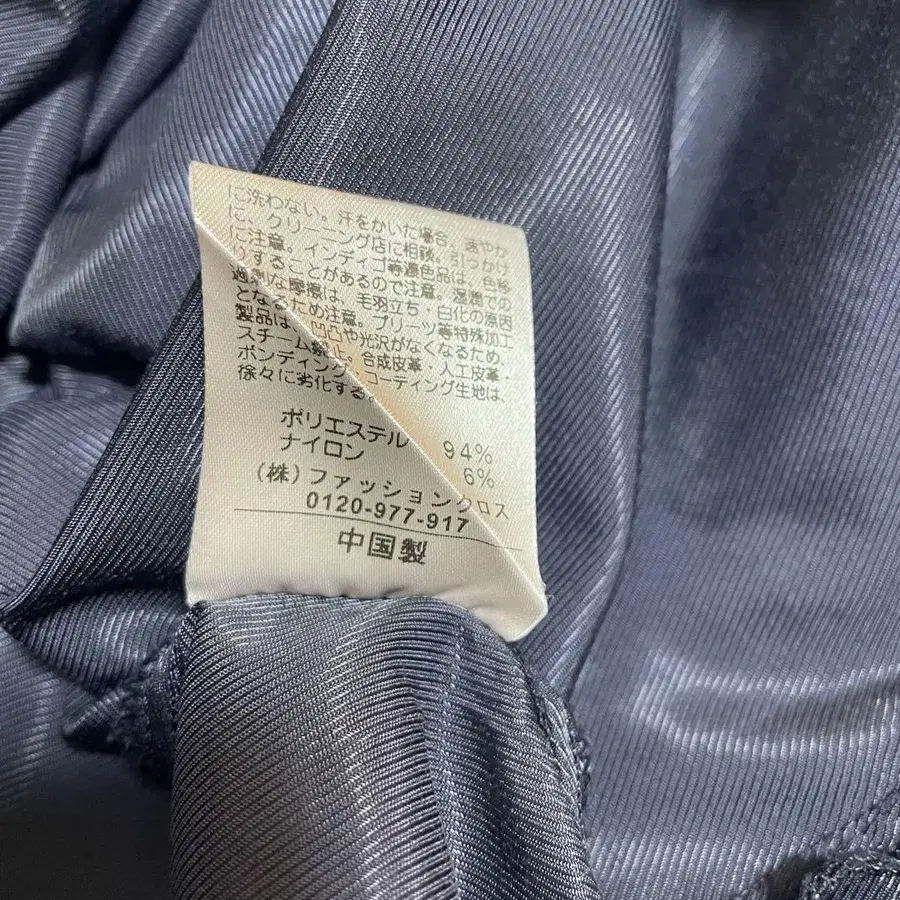 に洗わない。汗をかいた場合、速やか
に、クリーニング店に相談。引っかけ
に注意。インディゴ等濃色品は、色移
りすることがあるので注意。湿潤での
過激な摩擦は、毛羽立ち・白化の原因
となるため注意。プリーツ等特殊加工
製品は、凹凸や光沢がなくなるため、
スチーム禁止。合成皮革・人工皮革・
ボンディング・コーティング生地は、
徐々に劣化する。
ポリエステル 94%
ナイロン 6%
(株)ファッションクロス
0120-977-917
中国製